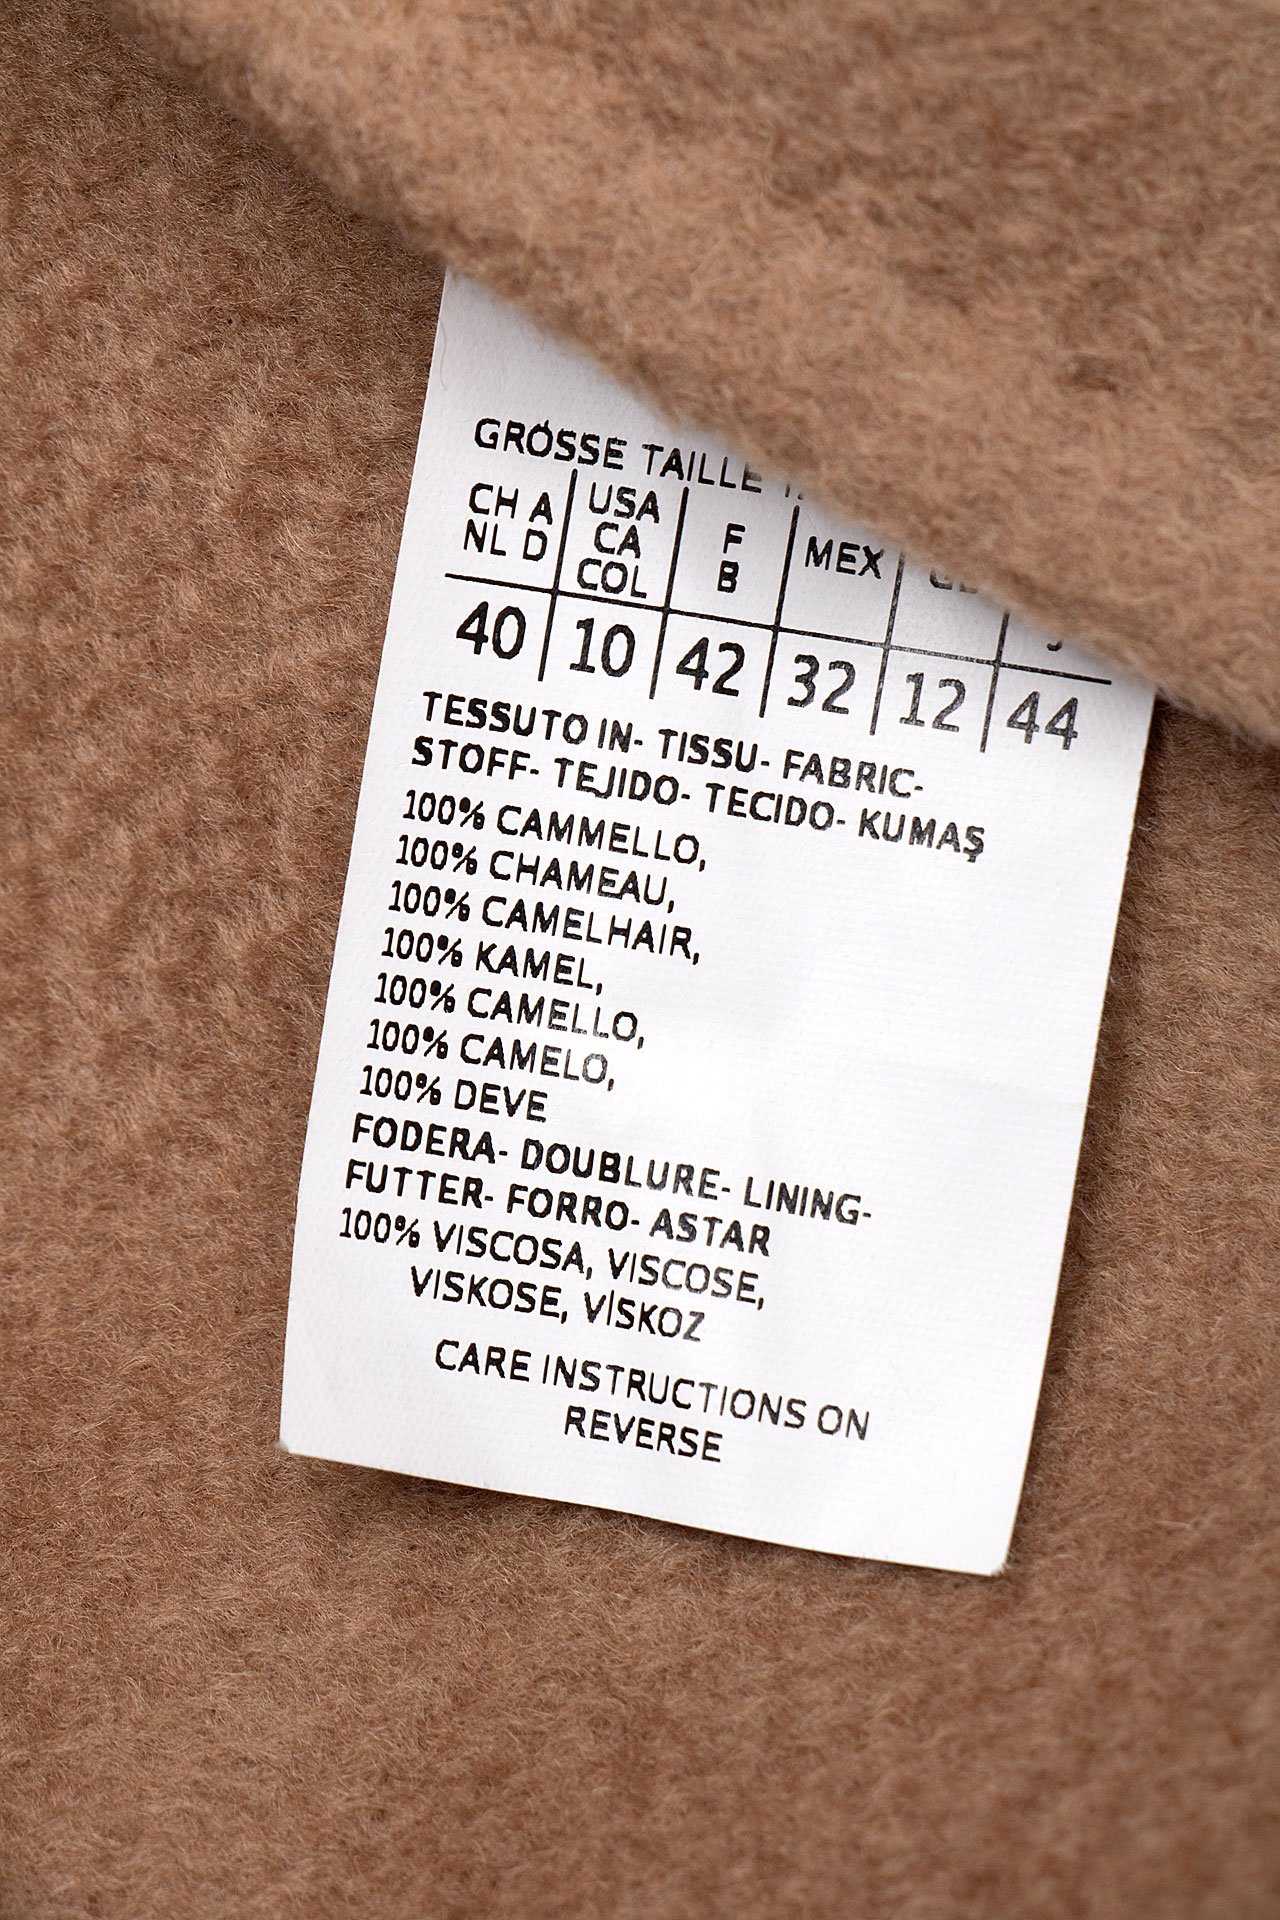 GRÖSSE TAILLE
CH A USA F MEX
NL D CA B
COL
40 10 42 32 12 44
TESSUTO IN- TISSU- FABRIC-
STOFF- TEJIDO- TECIDO- KUMAŞ
100% CAMMELLO,
100% CHAMEAU,
100% CAMELHAIR,
100% KAMEL,
100% CAMELLO,
100% CAMELO,
100% DEVE
FODERA- DOUBLURE- LINING-
FUTTER- FORRO- ASTAR
100% VISCOSA, VISCOSE,
VISKOSE, VİSKOZ
CARE INSTRUCTIONS ON
REVERSE